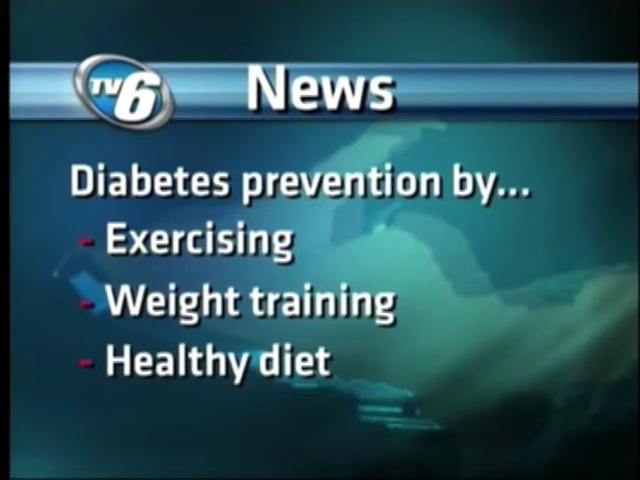 TV6 News
Diabetes prevention by...
- Exercising
- Weight training
- Healthy diet